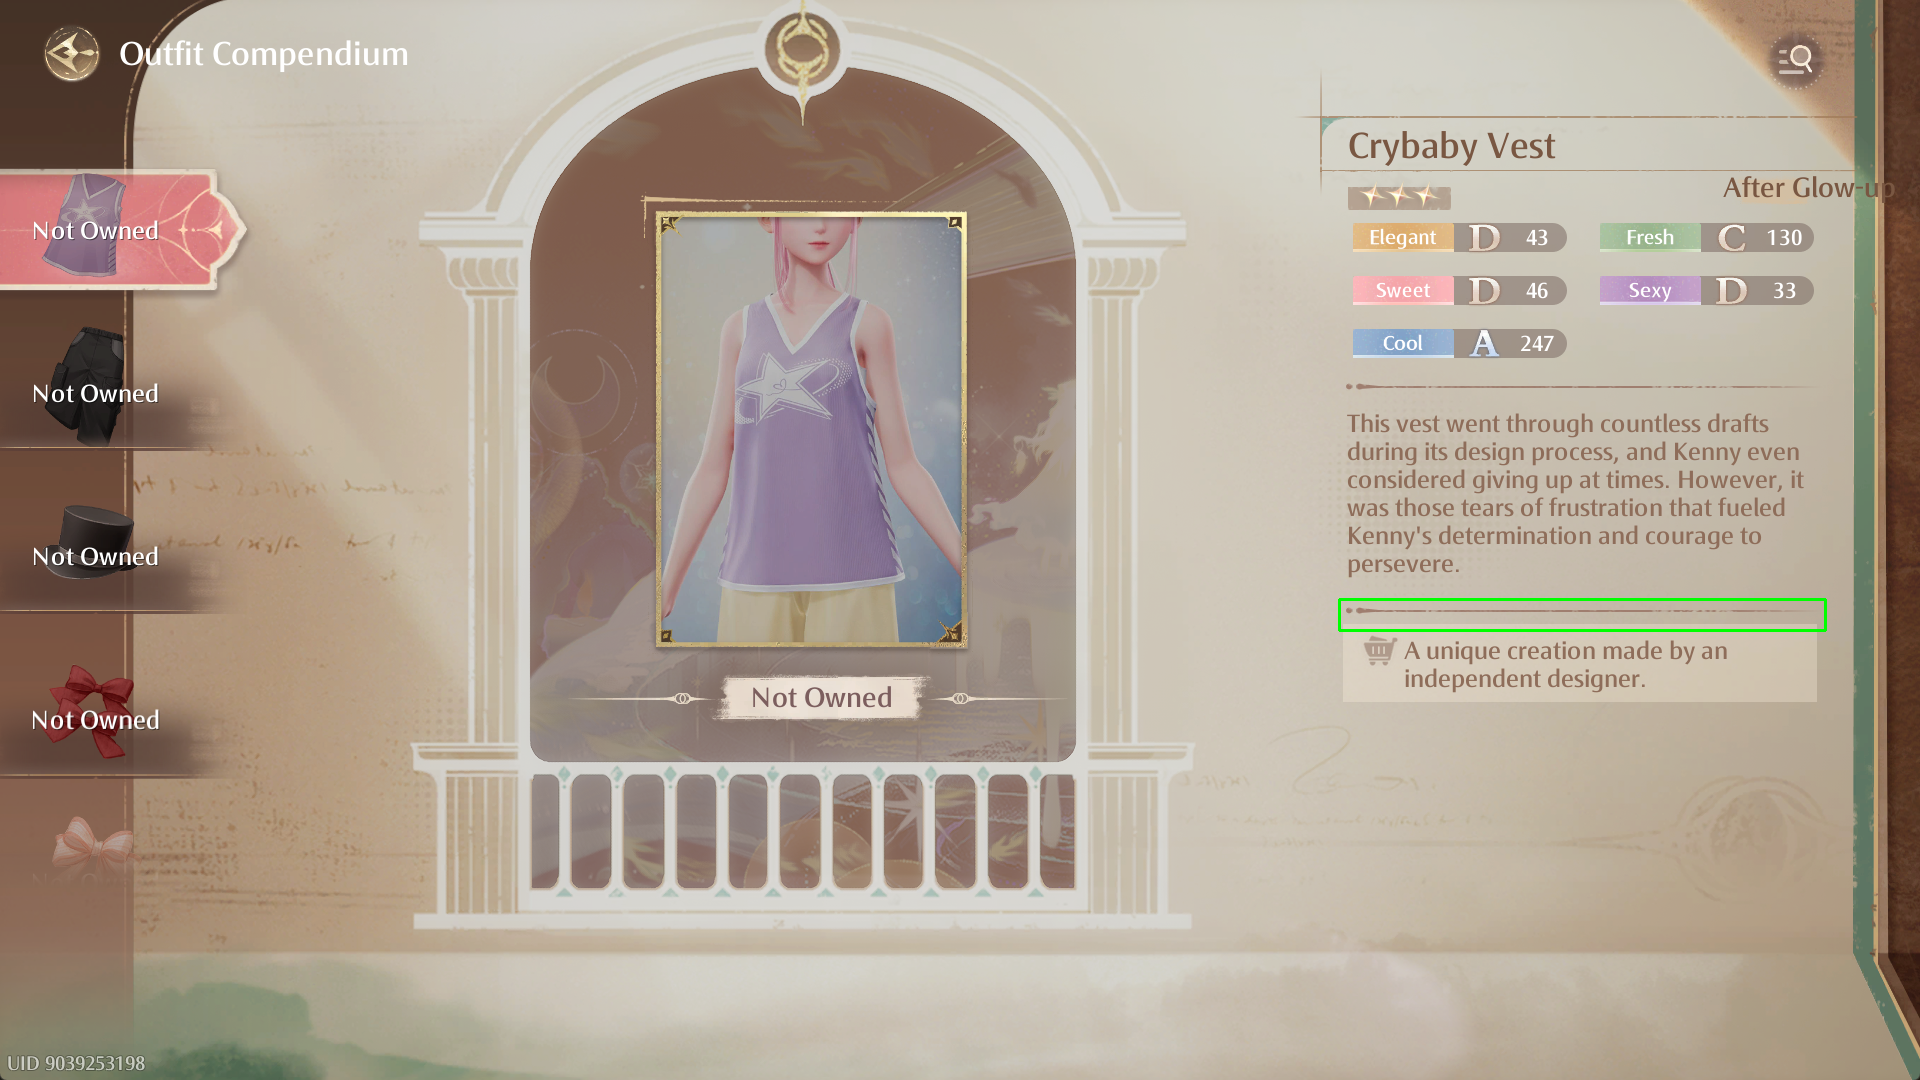 Outfit Compendium
Not Owned
Not Owned
Not Owned
Not Owned
Not Owned
Crybaby Vest
After Glow-up
Elegant D 43
Fresh C 130
Sweet D 46
Sexy D 33
Cool A 247
This vest went through countless drafts
during its design process, and Kenny even
considered giving up at times. However, it
was those tears of frustration that fueled
Kenny's determination and courage to
persevere.
A unique creation made by an
independent designer.
UID 9039253198